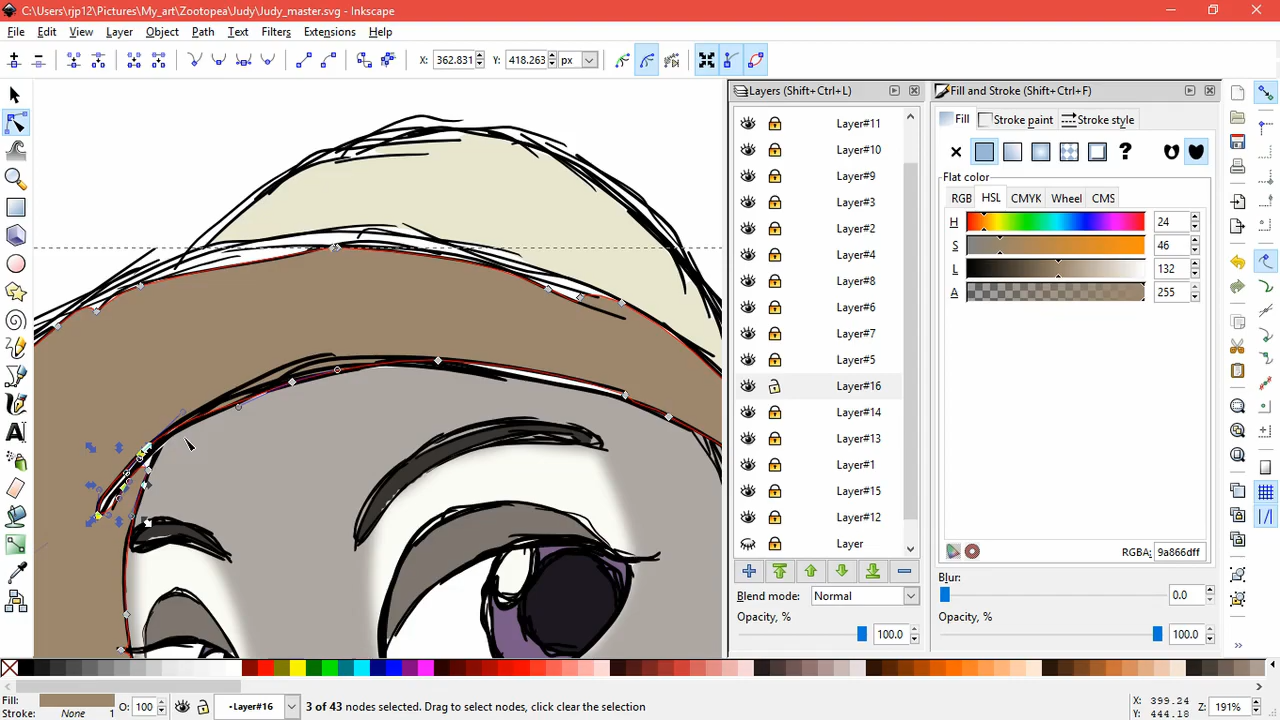 C:\Users\rjp12\Pictures\My_art\Zootopea\Judy\Judy_master.svg - Inkscape
File Edit View Layer Object Path Text Filters Extensions Help
X: 362.831 Y: 418.263 px
Layers (Shift+Ctrl+L)
Layer#11
Layer#10
Layer#9
Layer#3
Layer#2
Layer#4
Layer#8
Layer#6
Layer#7
Layer#5
Layer#16
Layer#14
Layer#13
Layer#1
Layer#15
Layer#12
Layer
Blend mode: Normal
Opacity, %
100.0
Fill and Stroke (Shift+Ctrl+F)
Fill Stroke paint Stroke style
Flat color
RGB HSL CMYK Wheel CMS
H 24
S 46
L 132
A 255
RGBA: 9a866dff
Blur:
0.0
Opacity, %
100.0
Fill:
Stroke: None 1
O: 100
•Layer#16
3 of 43 nodes selected. Drag to select nodes, click clear the selection
X: 399.24
Y: 444.18
Z: 191%